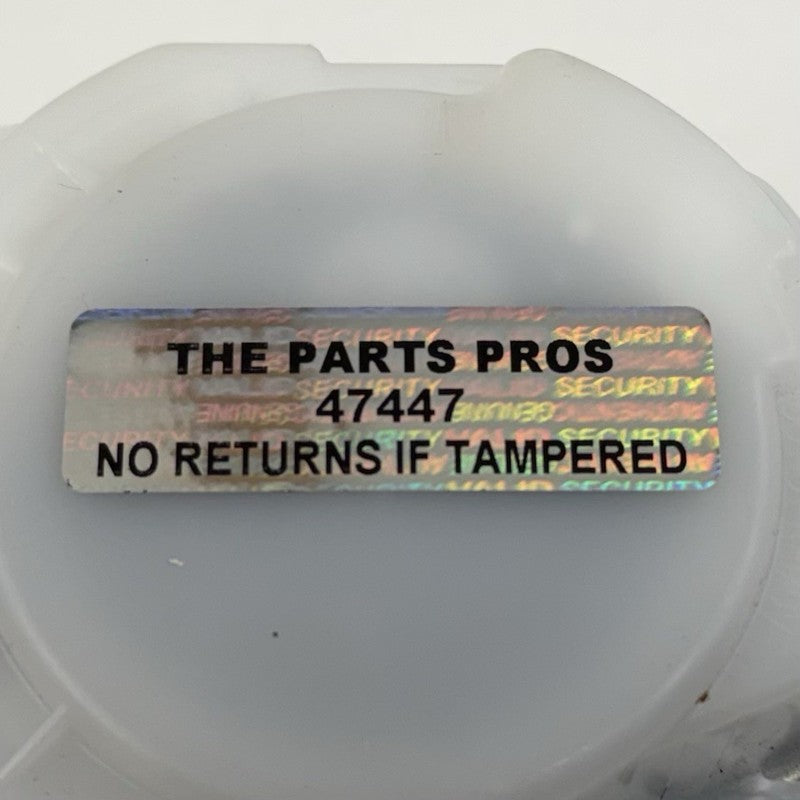 THE PARTS PROS
47447
NO RETURNS IF TAMPERED